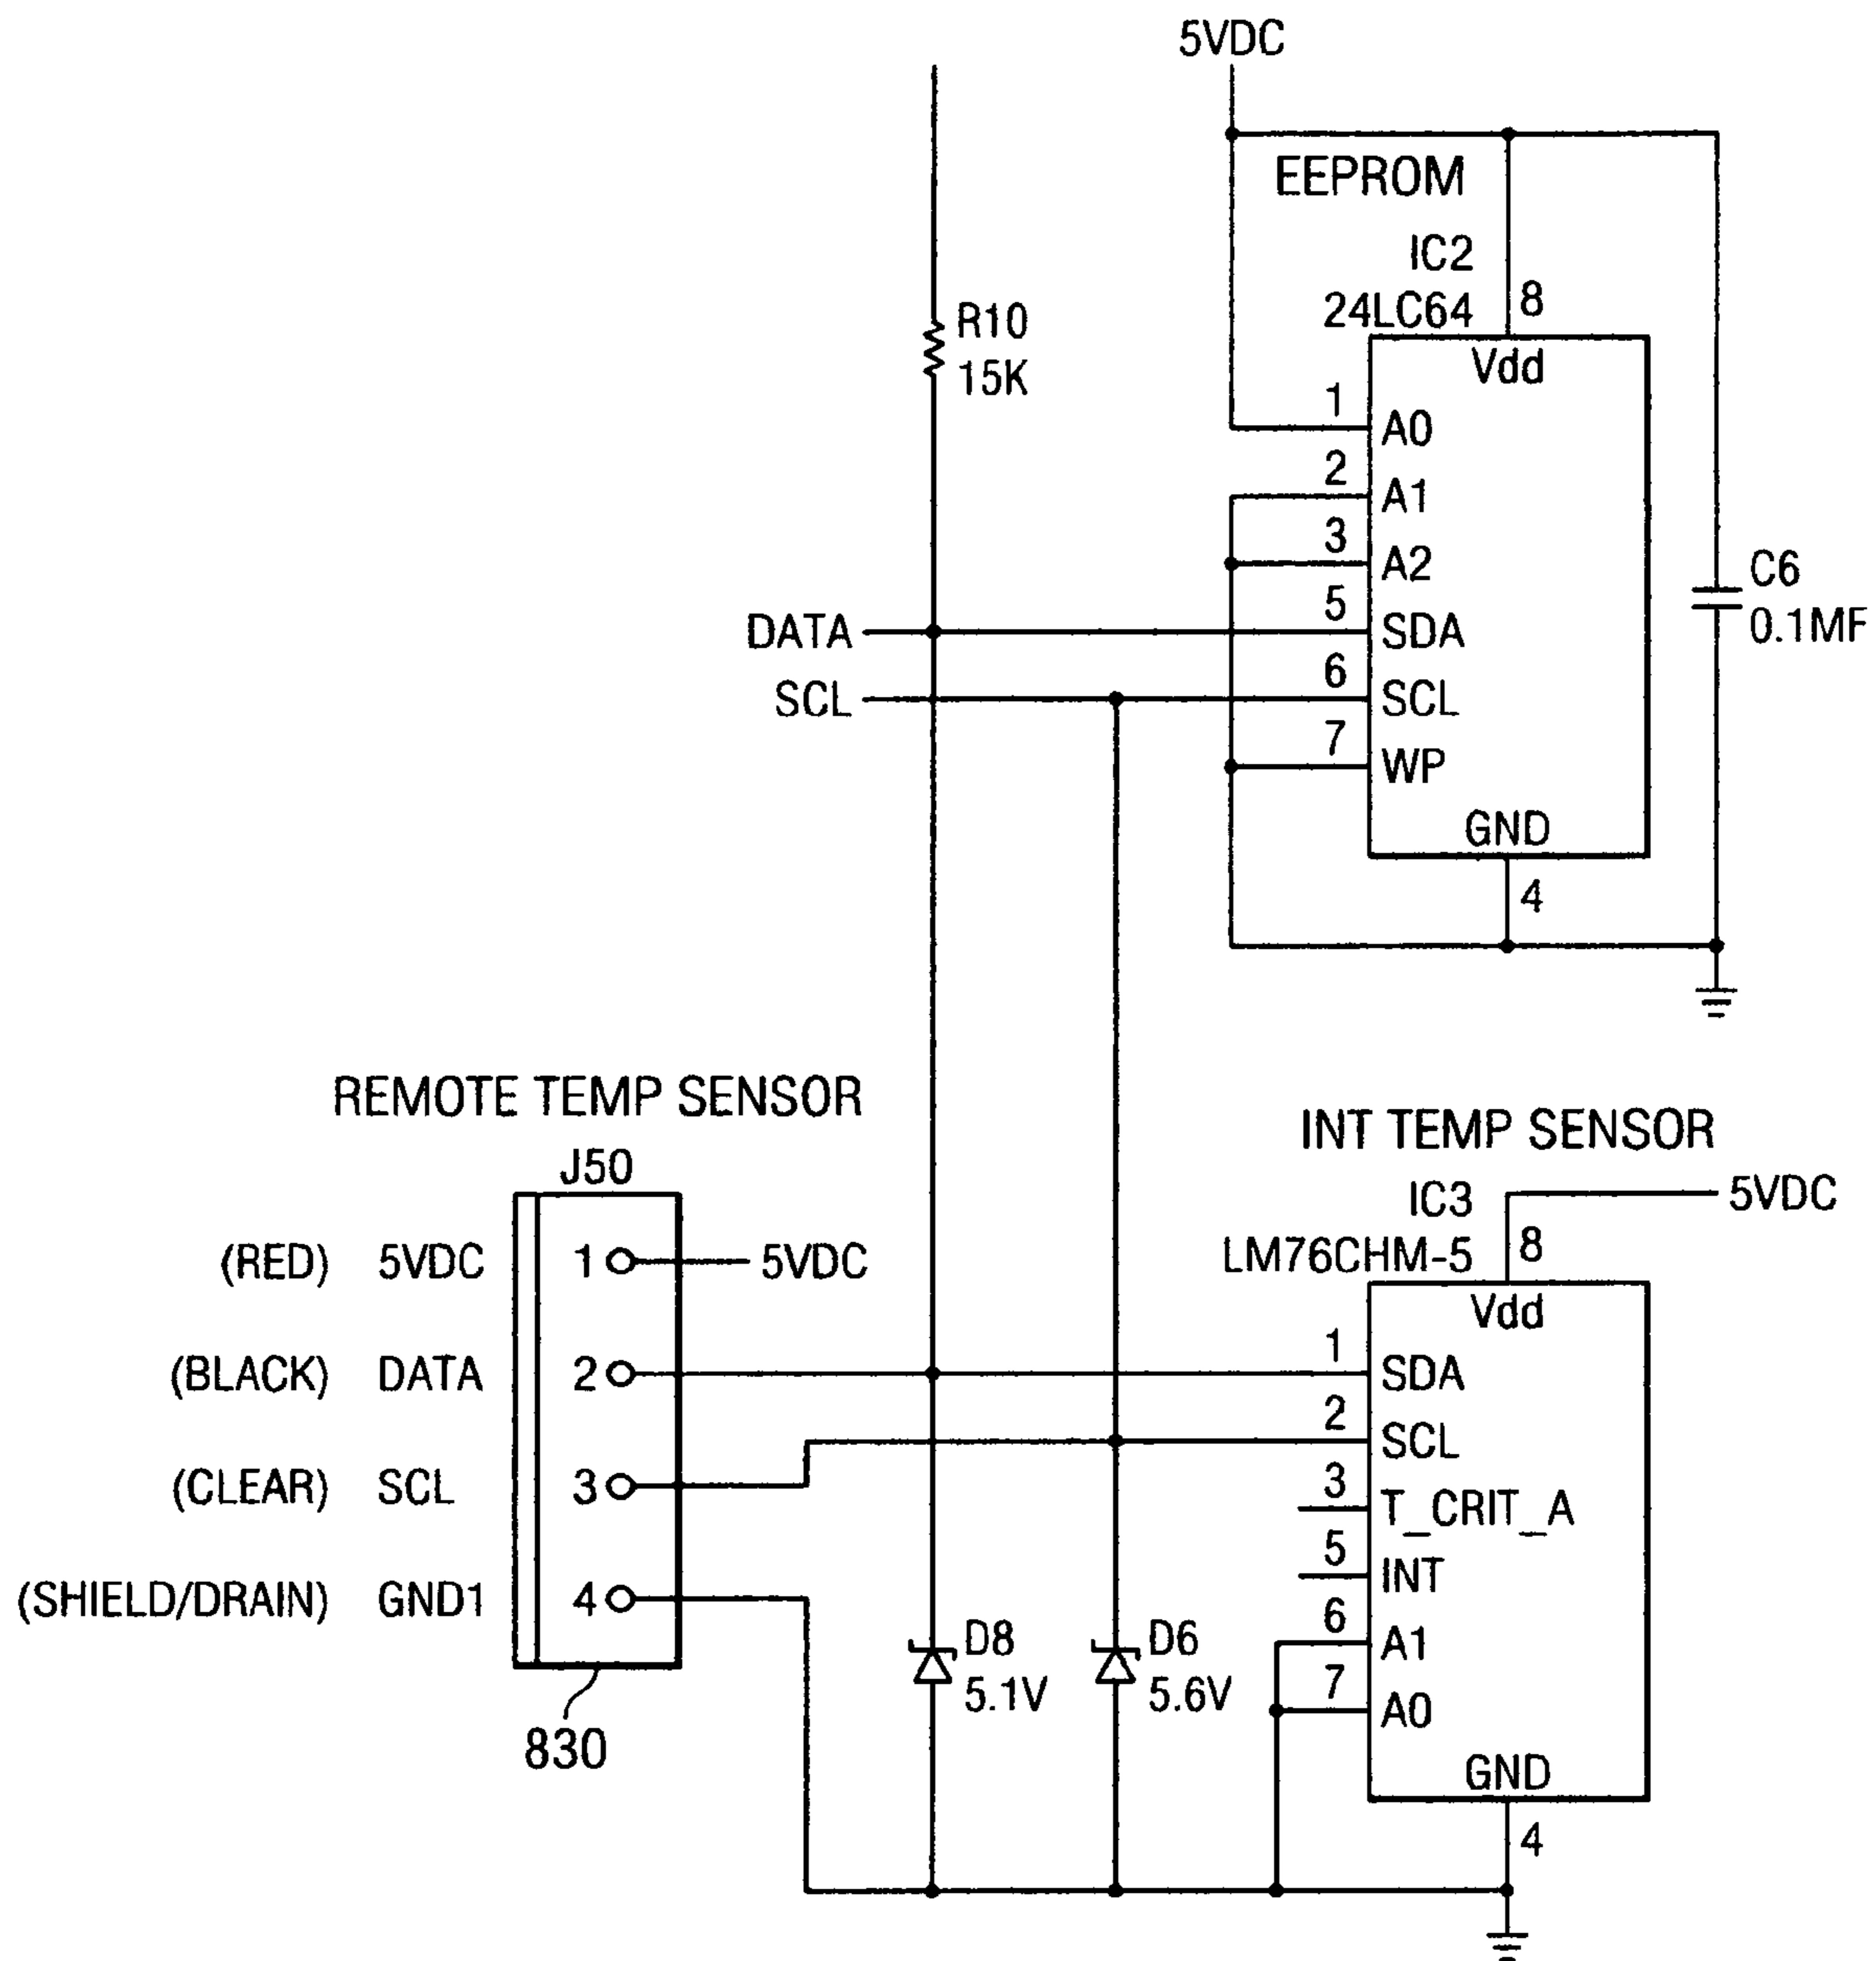 5VDC
EEPROM
IC2
24LC64
8
Vdd
R10
15K
1
A0
2
A1
3
A2
C6
0.1MF
DATA
5
SDA
SCL
6
SCL
7
WP
GND
4
REMOTE TEMP SENSOR
J50
(RED) 5VDC 1 5VDC
(BLACK) DATA 2
(CLEAR) SCL 3
(SHIELD/DRAIN) GND1 4
830
INT TEMP SENSOR
IC3
5VDC
LM76CHM-5
8
Vdd
1
SDA
2
SCL
3
T_CRIT_A
5
INT
6
A1
7
A0
GND
4
D8
5.1V
D6
5.6V